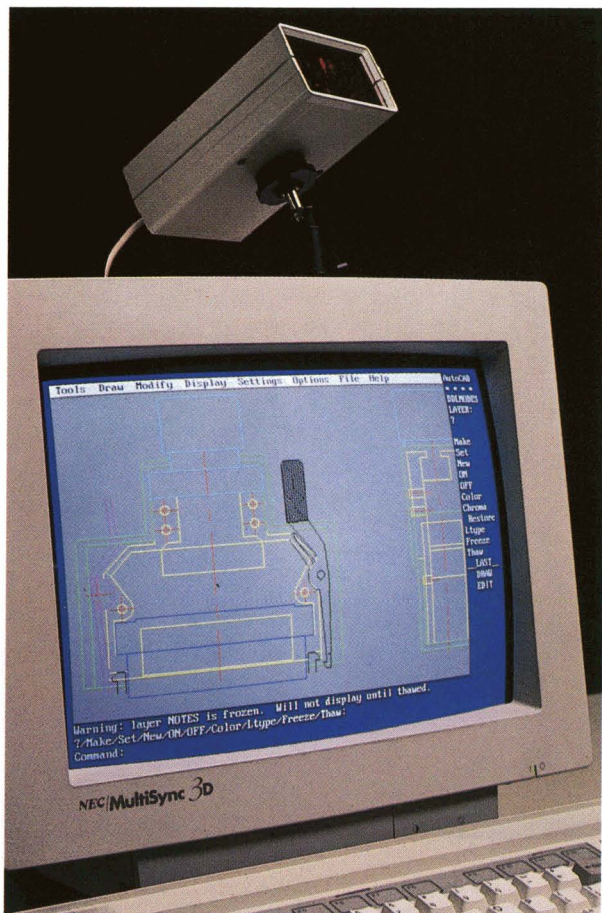 Tools Draw Modify Display Settings Options File Help
AutoCAD
* * * *
DDLMODES
LAYER:
?
Make
Set
New
ON
OFF
Color
Chroma
Restore
Ltype
Freeze
Thaw
__LAST__
DRAW
EDIT
Warning: layer NOTES is frozen. Will not display until thawed.
?/Make/Set/New/ON/OFF/Color/Ltype/Freeze/Thaw:
Command:
NEC/MultiSync 3D